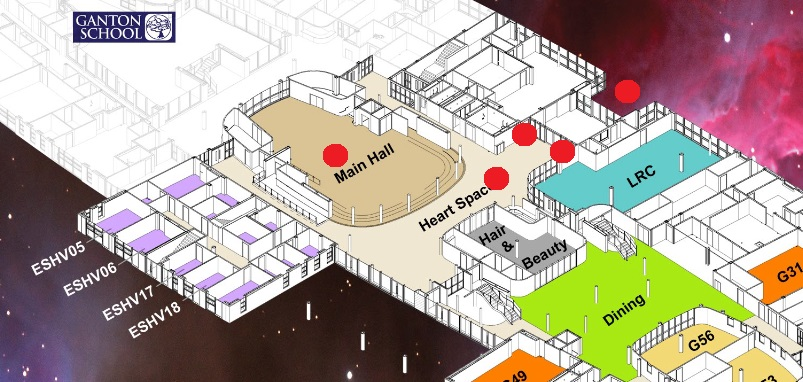 GANTON
SCHOOL
Main Hall
Heart Space
LRC
Hair
&
Beauty
Dining
ESHV05
ESHV06
ESHV17
ESHV18
G31
G56